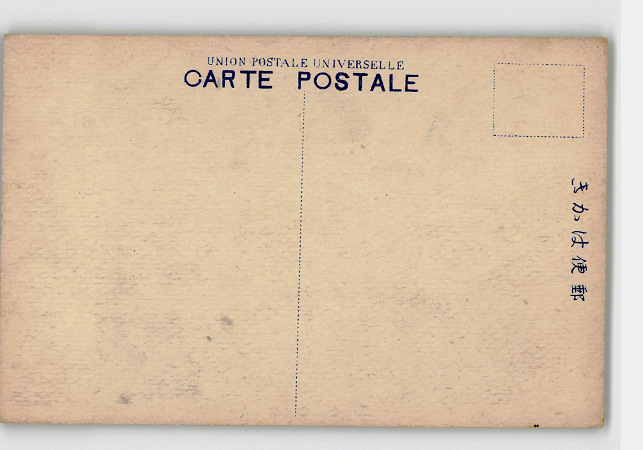 UNION POSTALE UNIVERSELLE
CARTE POSTALE
きかは便郵